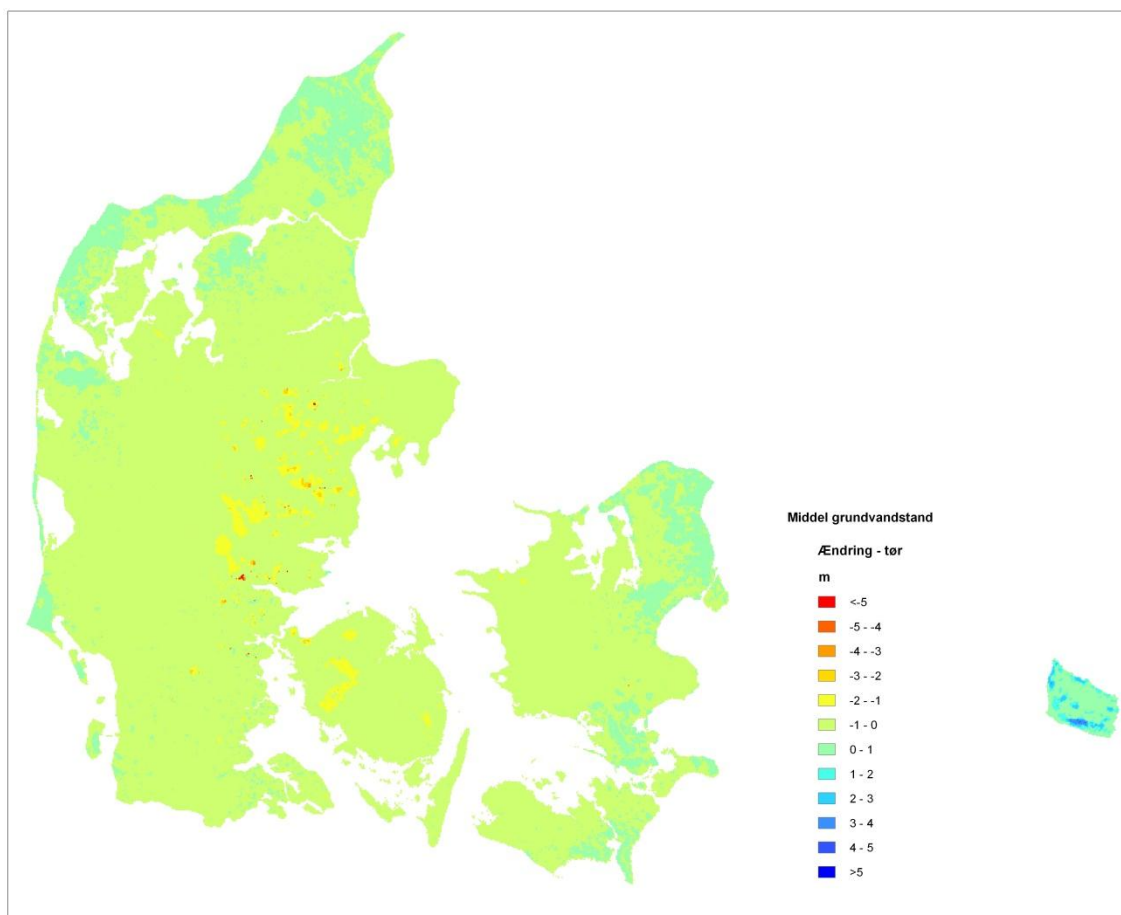 Middel grundvandstand
Ændring - tør
m
<-5
-5 - -4
-4 - -3
-3 - -2
-2 - -1
-1 - 0
0 - 1
1 - 2
2 - 3
3 - 4
4 - 5
>5